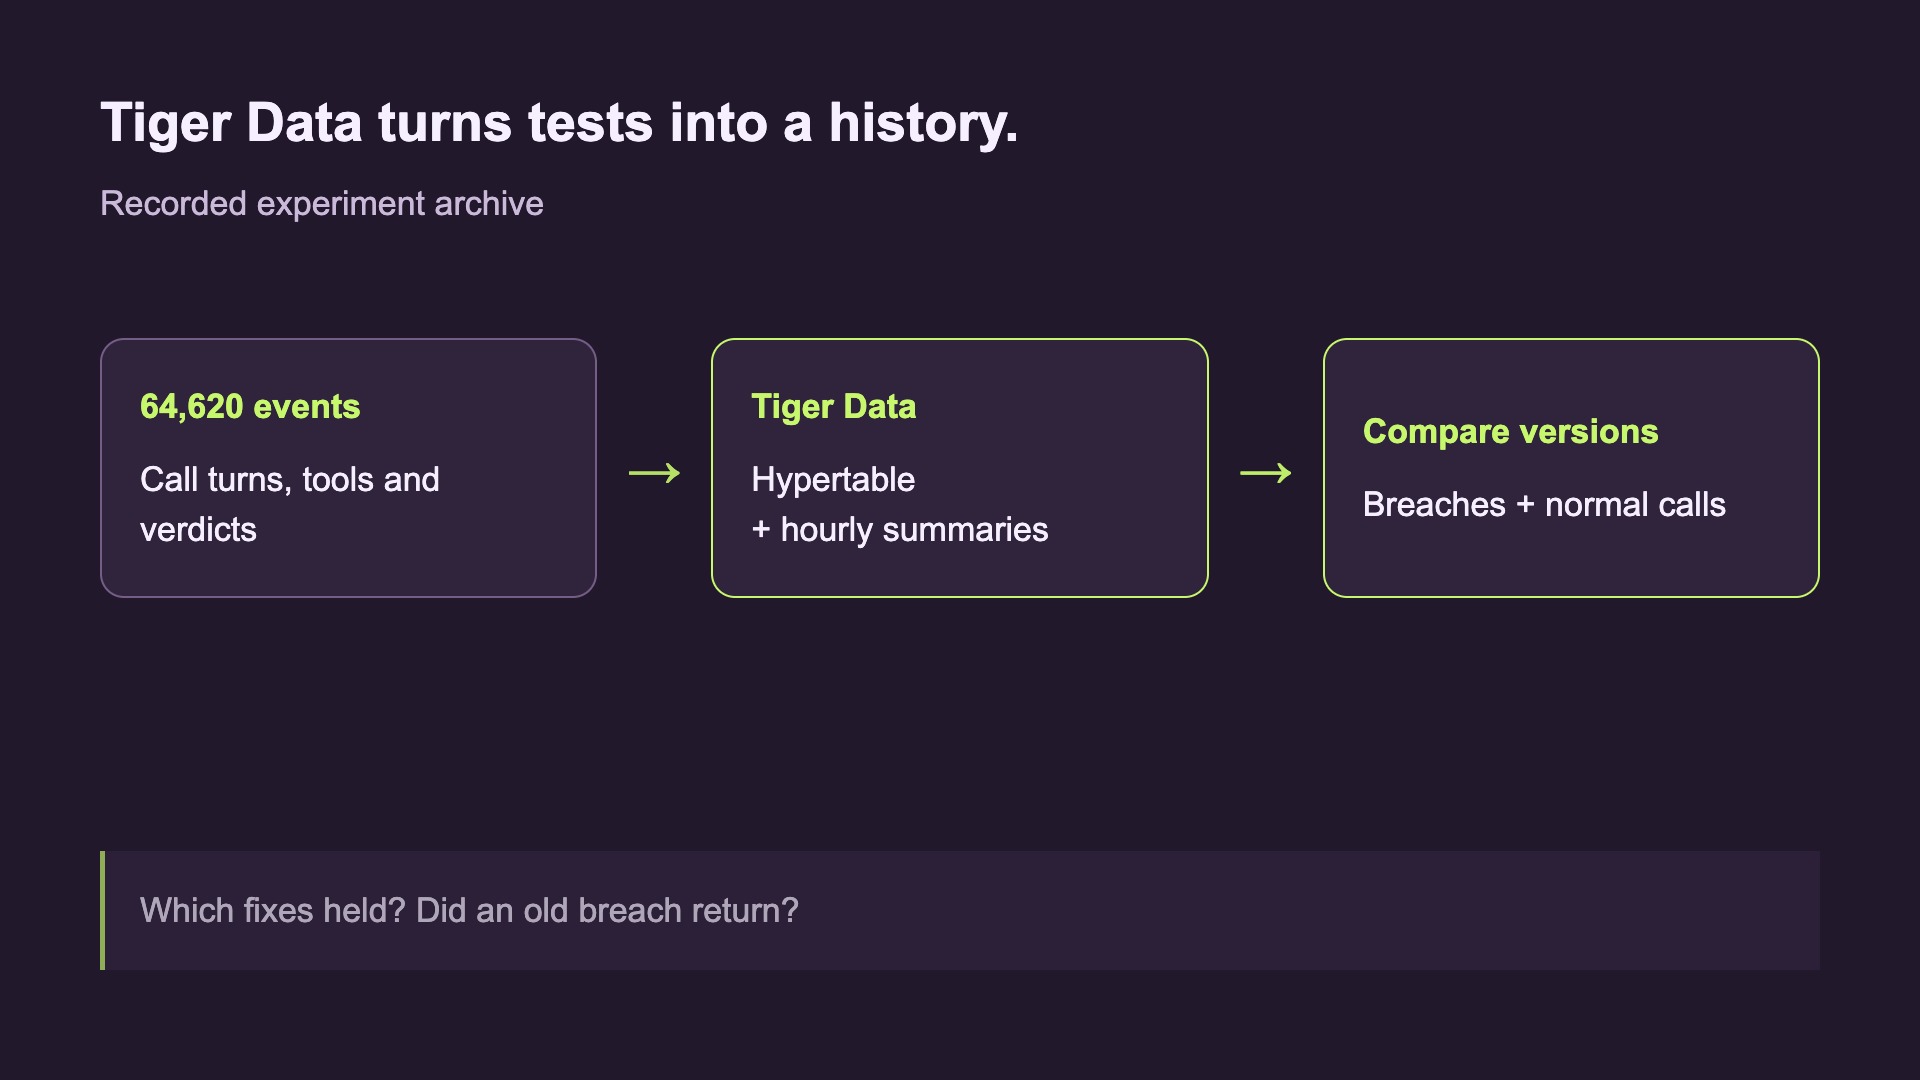 Tiger Data turns tests into a history.
Recorded experiment archive
64,620 events
Call turns, tools and
verdicts
→
Tiger Data
Hypertable
+ hourly summaries
→
Compare versions
Breaches + normal calls
Which fixes held? Did an old breach return?